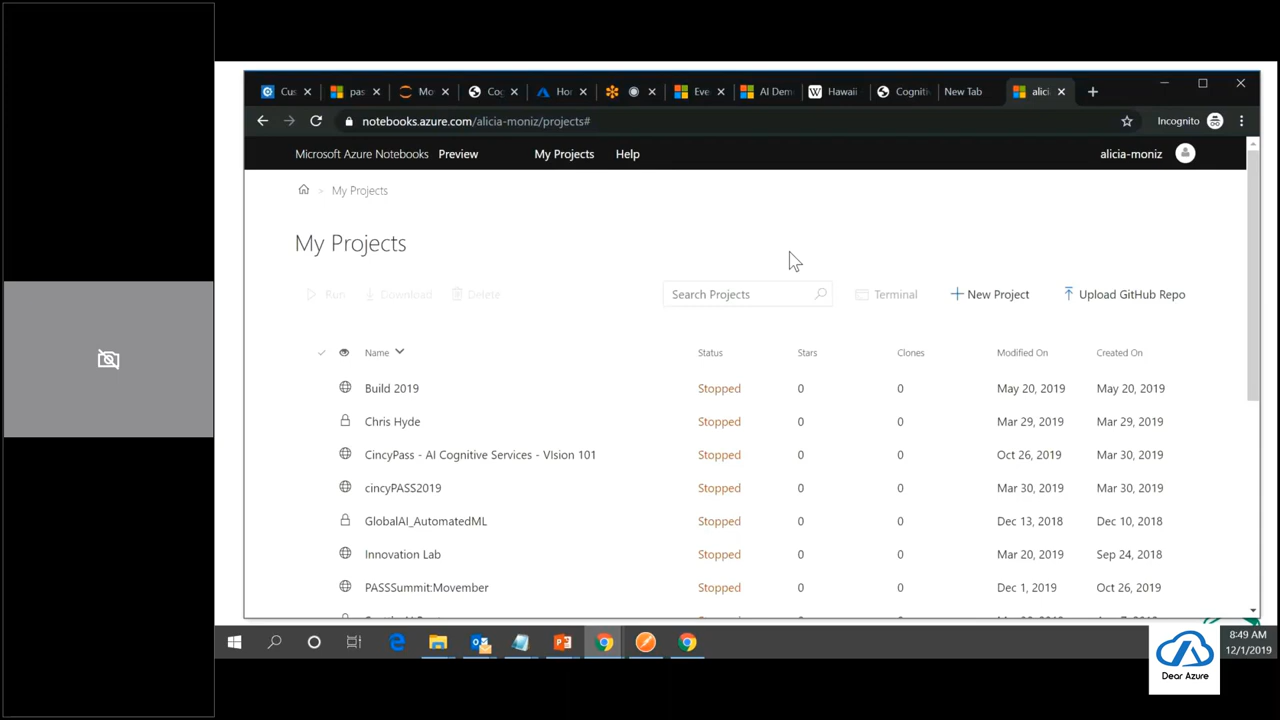 Cus pas Mo Cog Hor Eve AI Dem Hawaii Cogniti New Tab alici
notebooks.azure.com/alicia-moniz/projects# Incognito
Microsoft Azure Notebooks Preview My Projects Help alicia-moniz
> My Projects
My Projects
Run Download Delete Search Projects Terminal New Project Upload GitHub Repo
Name Status Stars Clones Modified On Created On
Build 2019 Stopped 0 0 May 20, 2019 May 20, 2019
Chris Hyde Stopped 0 0 Mar 29, 2019 Mar 29, 2019
CincyPass - AI Cognitive Services - VIsion 101 Stopped 0 0 Oct 26, 2019 Mar 30, 2019
cincyPASS2019 Stopped 0 0 Mar 30, 2019 Mar 30, 2019
GlobalAI_AutomatedML Stopped 0 0 Dec 13, 2018 Dec 10, 2018
Innovation Lab Stopped 0 0 Mar 20, 2019 Sep 24, 2018
PASSSummit:Movember Stopped 0 0 Dec 1, 2019 Oct 26, 2019
8:49 AM
12/1/2019
Dear Azure